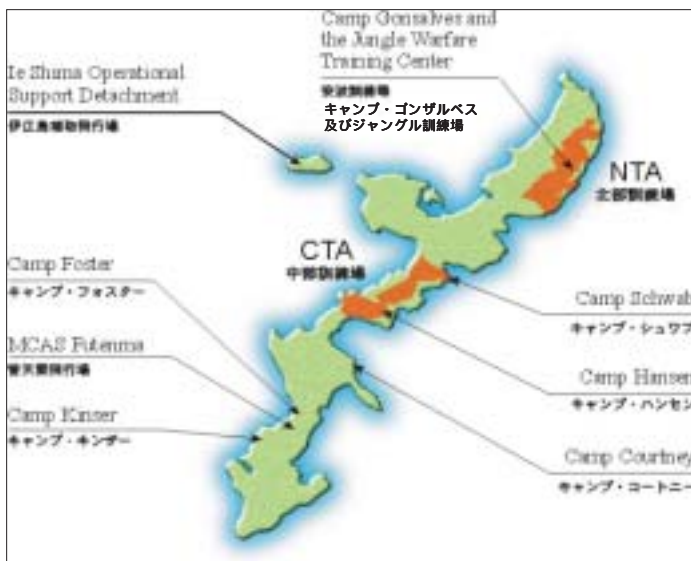 Camp Gonsalves and
the Jungle Warfare
Training Center
安波訓練場
キャンプ・ゴンザルベス
及びジャングル訓練場
Ie Shima Operational
Support Detachment
伊江島補助飛行場
NTA
北部訓練場
CTA
中部訓練場
Camp Foster
キャンプ・フォスター
MCAS Futenma
普天間飛行場
Camp Kinser
キャンプ・キンザー
Camp Schwab
キャンプ・シュワブ
Camp Hansen
キャンプ・ハンセン
Camp Courtney
キャンプ・コートニー